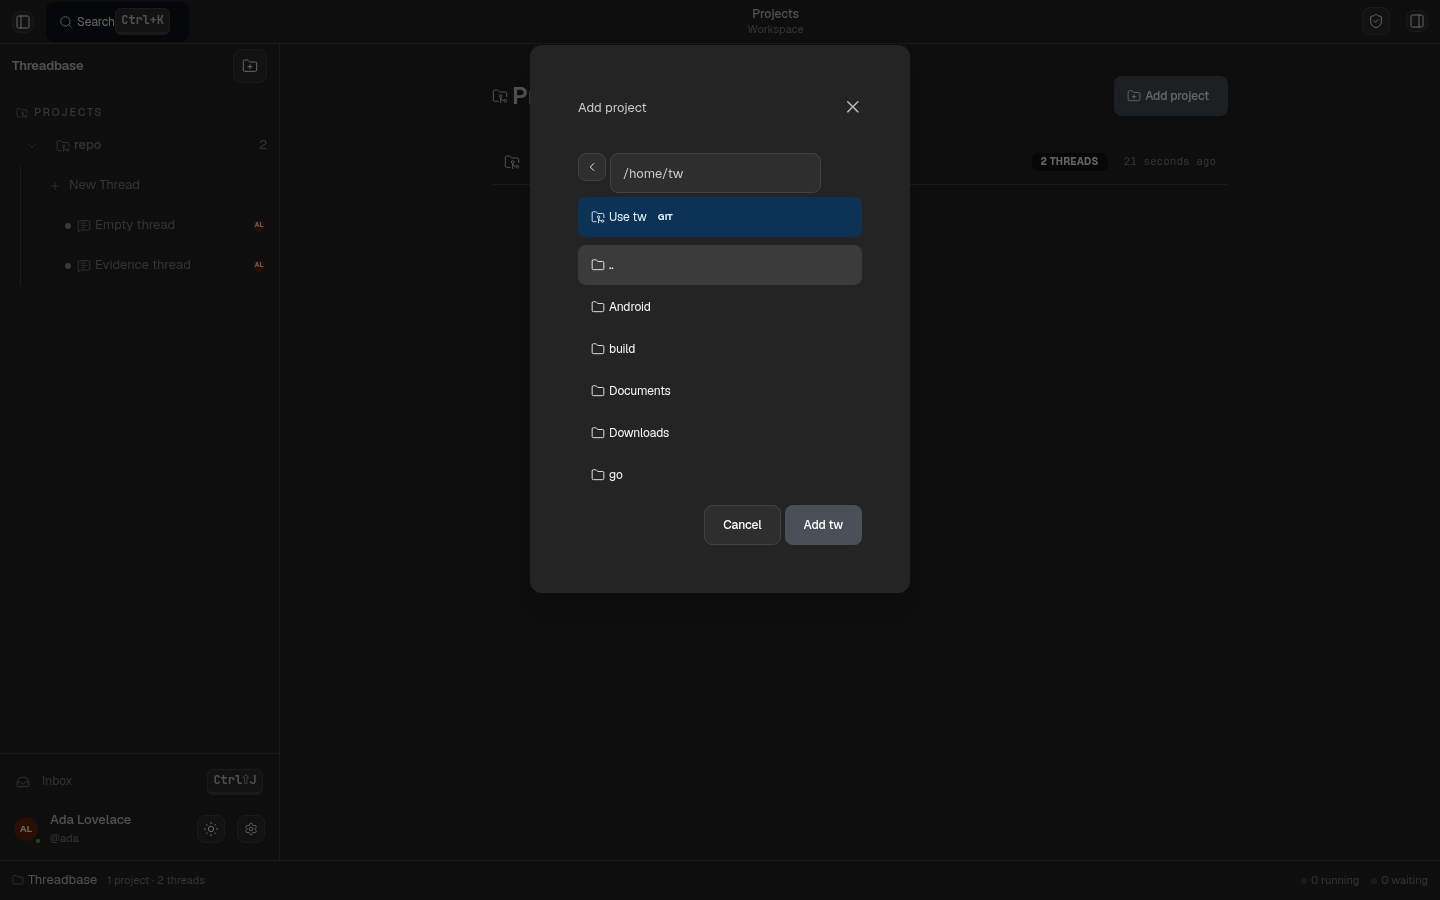 Search Ctrl+K
Projects
Workspace
Threadbase
PROJECTS
repo 2
New Thread
Empty thread AL
Evidence thread AL
Add project
2 THREADS 21 seconds ago
Add project
/home/tw
Use tw GIT
..
Android
build
Documents
Downloads
go
Cancel Add tw
Inbox Ctrl⇧J
AL Ada Lovelace
@ada
Threadbase 1 project · 2 threads
0 running 0 waiting